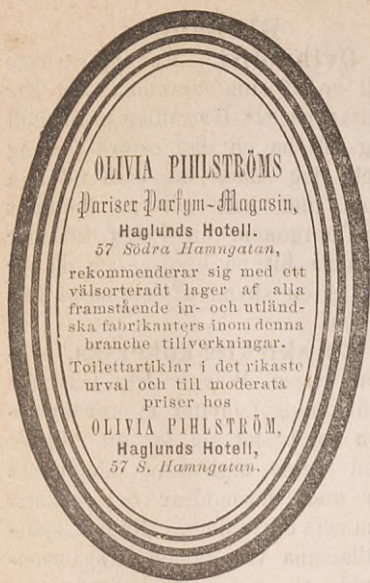 OLIVIA PIHLSTRÖMS
Pariser Parfym-Magasin,
Haglunds Hotell.
57 Södra Hamngatan,
rekommenderar sig med ett
välsorteradt lager af alla
framstående in- och utländ-
ska fabrikanters inom denna
branche tillverkningar.
Toilettartiklar i det rikaste
urval och till moderata
priser hos
OLIVIA PIHLSTRÖM,
Haglunds Hotell,
57 S. Hamngatan.